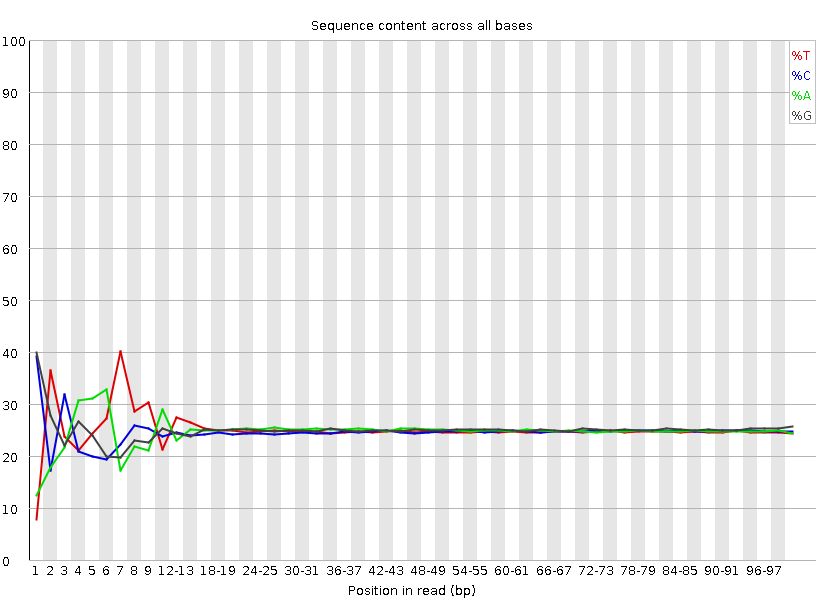 Sequence content across all bases
100
90
80
70
60
50
40
30
20
10
0
%T
%C
%A
%G
1 2 3 4 5 6 7 8 9 12-13 18-19 24-25 30-31 36-37 42-43 48-49 54-55 60-61 66-67 72-73 78-79 84-85 90-91 96-97
Position in read (bp)